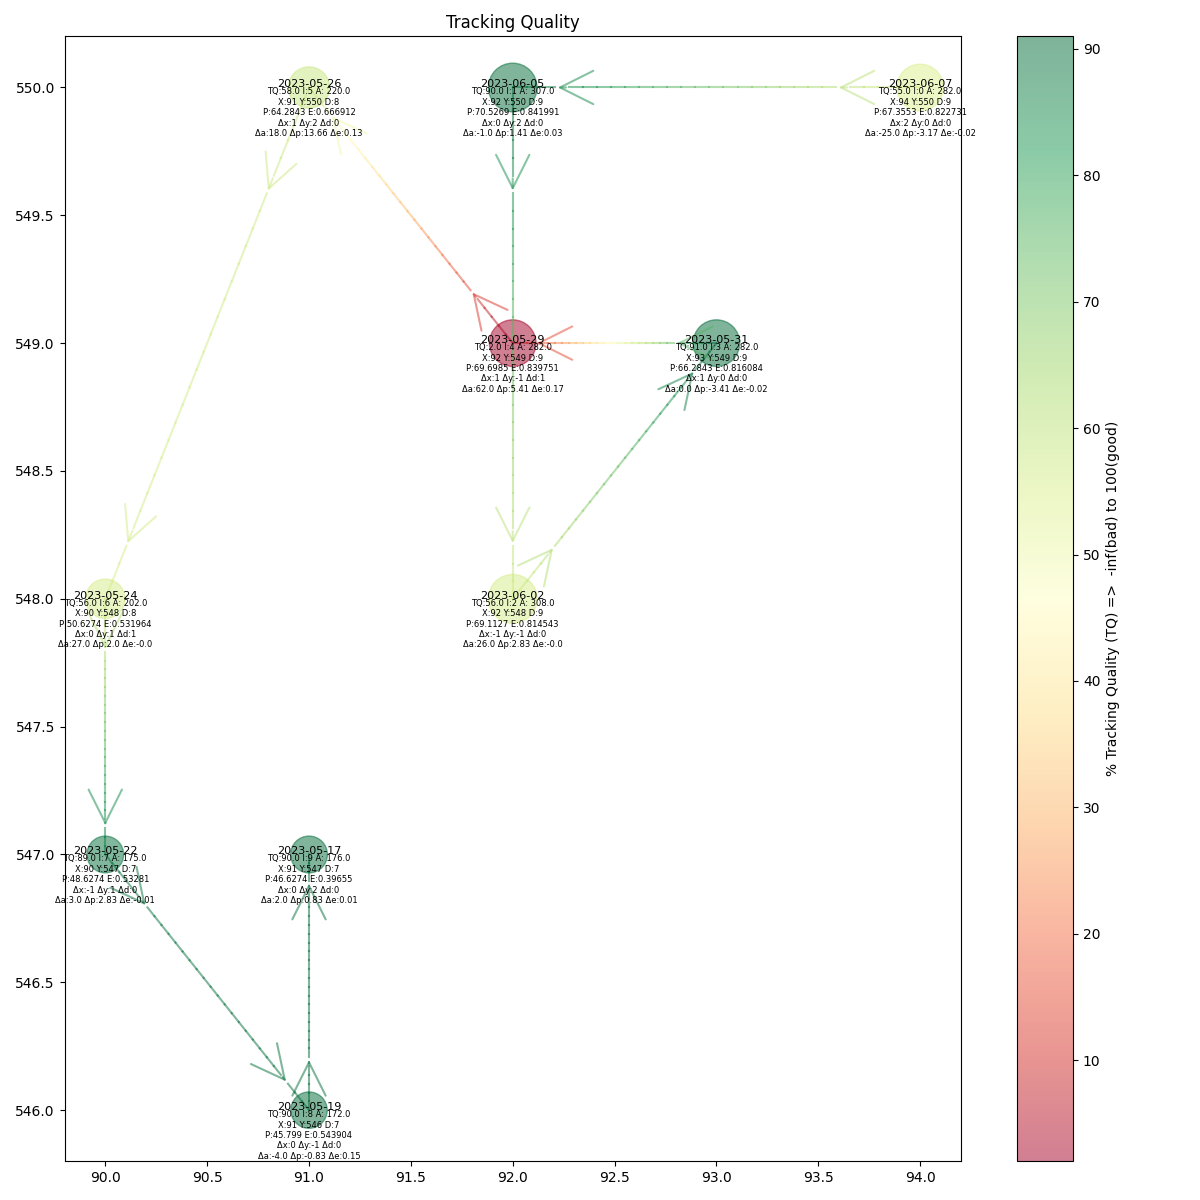 Tracking Quality
550.0
549.5
549.0
548.5
548.0
547.5
547.0
546.5
546.0
90.0
90.5
91.0
91.5
92.0
92.5
93.0
93.5
94.0
2023-05-26
TQ:58.0 I:5 A: 220.0
X:91 Y:550 D:8
P:64.2843 E:0.666912
Δx:1 Δy:2 Δd:0
Δa:18.0 Δp:13.66 Δe:0.13
2023-06-05
TQ:90.0 I:1 A: 307.0
X:92 Y:550 D:9
P:70.5269 E:0.841991
Δx:0 Δy:2 Δd:0
Δa:-1.0 Δp:1.41 Δe:0.03
2023-06-07
TQ:55.0 I:0 A: 282.0
X:94 Y:550 D:9
P:67.3553 E:0.822731
Δx:2 Δy:0 Δd:0
Δa:-25.0 Δp:-3.17 Δe:-0.02
2023-05-29
TQ:2.0 I:4 A: 282.0
X:92 Y:549 D:9
P:69.6985 E:0.839751
Δx:1 Δy:-1 Δd:1
Δa:62.0 Δp:5.41 Δe:0.17
2023-05-31
TQ:91.0 I:3 A: 282.0
X:93 Y:549 D:9
P:66.2843 E:0.816084
Δx:1 Δy:0 Δd:0
Δa:0.0 Δp:-3.41 Δe:-0.02
2023-05-24
TQ:56.0 I:6 A: 202.0
X:90 Y:548 D:8
P:50.6274 E:0.531964
Δx:0 Δy:1 Δd:1
Δa:27.0 Δp:2.0 Δe:-0.0
2023-06-02
TQ:56.0 I:2 A: 308.0
X:92 Y:548 D:9
P:69.1127 E:0.814543
Δx:-1 Δy:-1 Δd:0
Δa:26.0 Δp:2.83 Δe:-0.0
2023-05-22
TQ:89.0 I:7 A: 175.0
X:90 Y:547 D:7
P:48.6274 E:0.53281
Δx:-1 Δy:1 Δd:0
Δa:3.0 Δp:2.83 Δe:-0.01
2023-05-17
TQ:90.0 I:9 A: 176.0
X:91 Y:547 D:7
P:46.6274 E:0.39655
Δx:0 Δy:2 Δd:0
Δa:2.0 Δp:0.83 Δe:0.01
2023-05-19
TQ:90.0 I:8 A: 172.0
X:91 Y:546 D:7
P:45.799 E:0.543904
Δx:0 Δy:-1 Δd:0
Δa:-4.0 Δp:-0.83 Δe:0.15
90
80
70
60
50
40
30
20
10
% Tracking Quality (TQ) => -inf(bad) to 100(good)